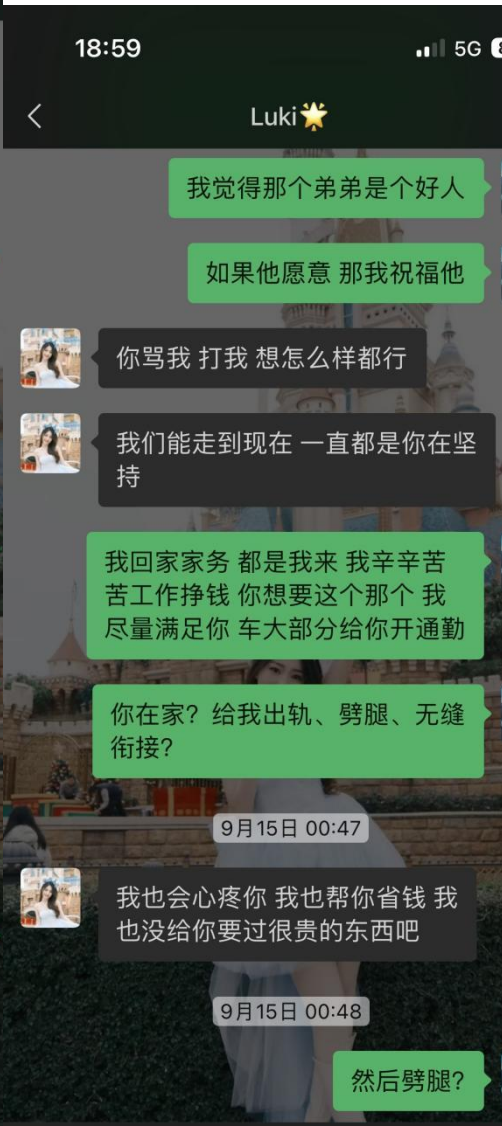 18:59
5G
Luki🌟
我觉得那个弟弟是个好人
如果他愿意 那我祝福他
你骂我 打我 想怎么样都行
我们能走到现在 一直都是你在坚
持
我回家家务 都是我来 我辛辛苦
苦工作挣钱 你想要这个那个 我
尽量满足你 车大部分给你开通勤
你在家？给我出轨、劈腿、无缝
衔接？
9月15日 00:47
我也会心疼你 我也帮你省钱 我
也没给你要过很贵的东西吧
9月15日 00:48
然后劈腿？